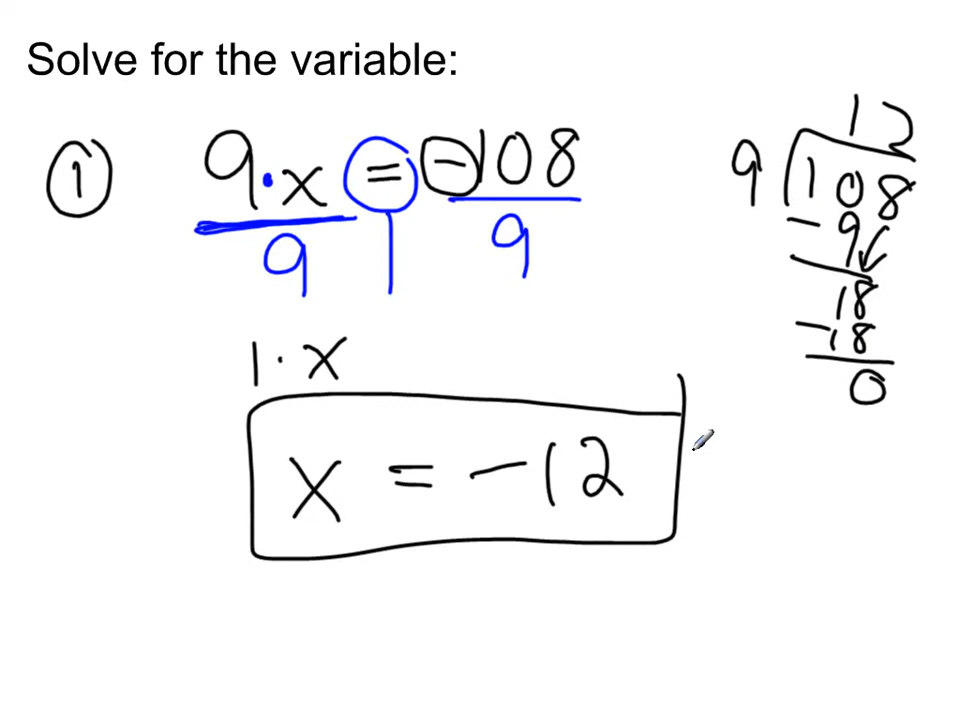 Solve for the variable:
① 9·x = -108
9 9
1·x
x = -12
12
9 108
-9
18
-18
0